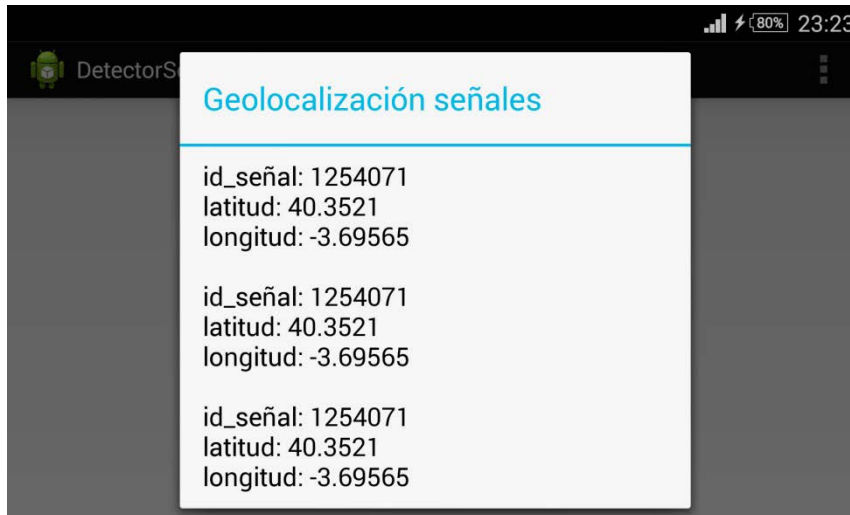 80% 23:23
DetectorS
Geolocalización señales
id_señal: 1254071
latitud: 40.3521
longitud: -3.69565
id_señal: 1254071
latitud: 40.3521
longitud: -3.69565
id_señal: 1254071
latitud: 40.3521
longitud: -3.69565